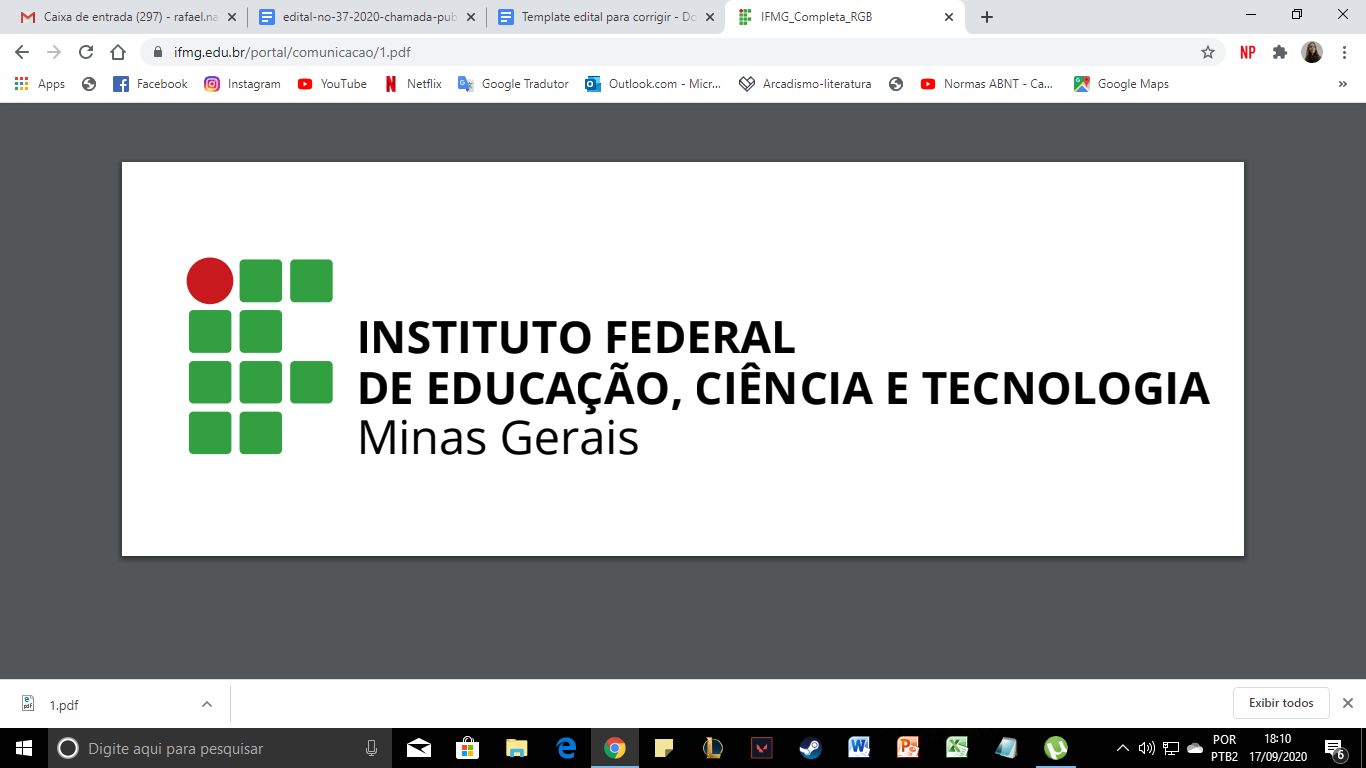 Caixa de entrada (297) - rafael.na
edital-no-37-2020-chamada-pub
Template edital para corrigir - Do
IFMG_Completa_RGB
ifmg.edu.br/portal/comunicacao/1.pdf
NP
Apps
Facebook
Instagram
YouTube
Netflix
Google Tradutor
Outlook.com - Micr...
Arcadismo-literatura
Normas ABNT - Ca...
Google Maps
INSTITUTO FEDERAL
DE EDUCAÇÃO, CIÊNCIA E TECNOLOGIA
Minas Gerais
1.pdf
Exibir todos
Digite aqui para pesquisar
POR
PTB2
18:10
17/09/2020
6